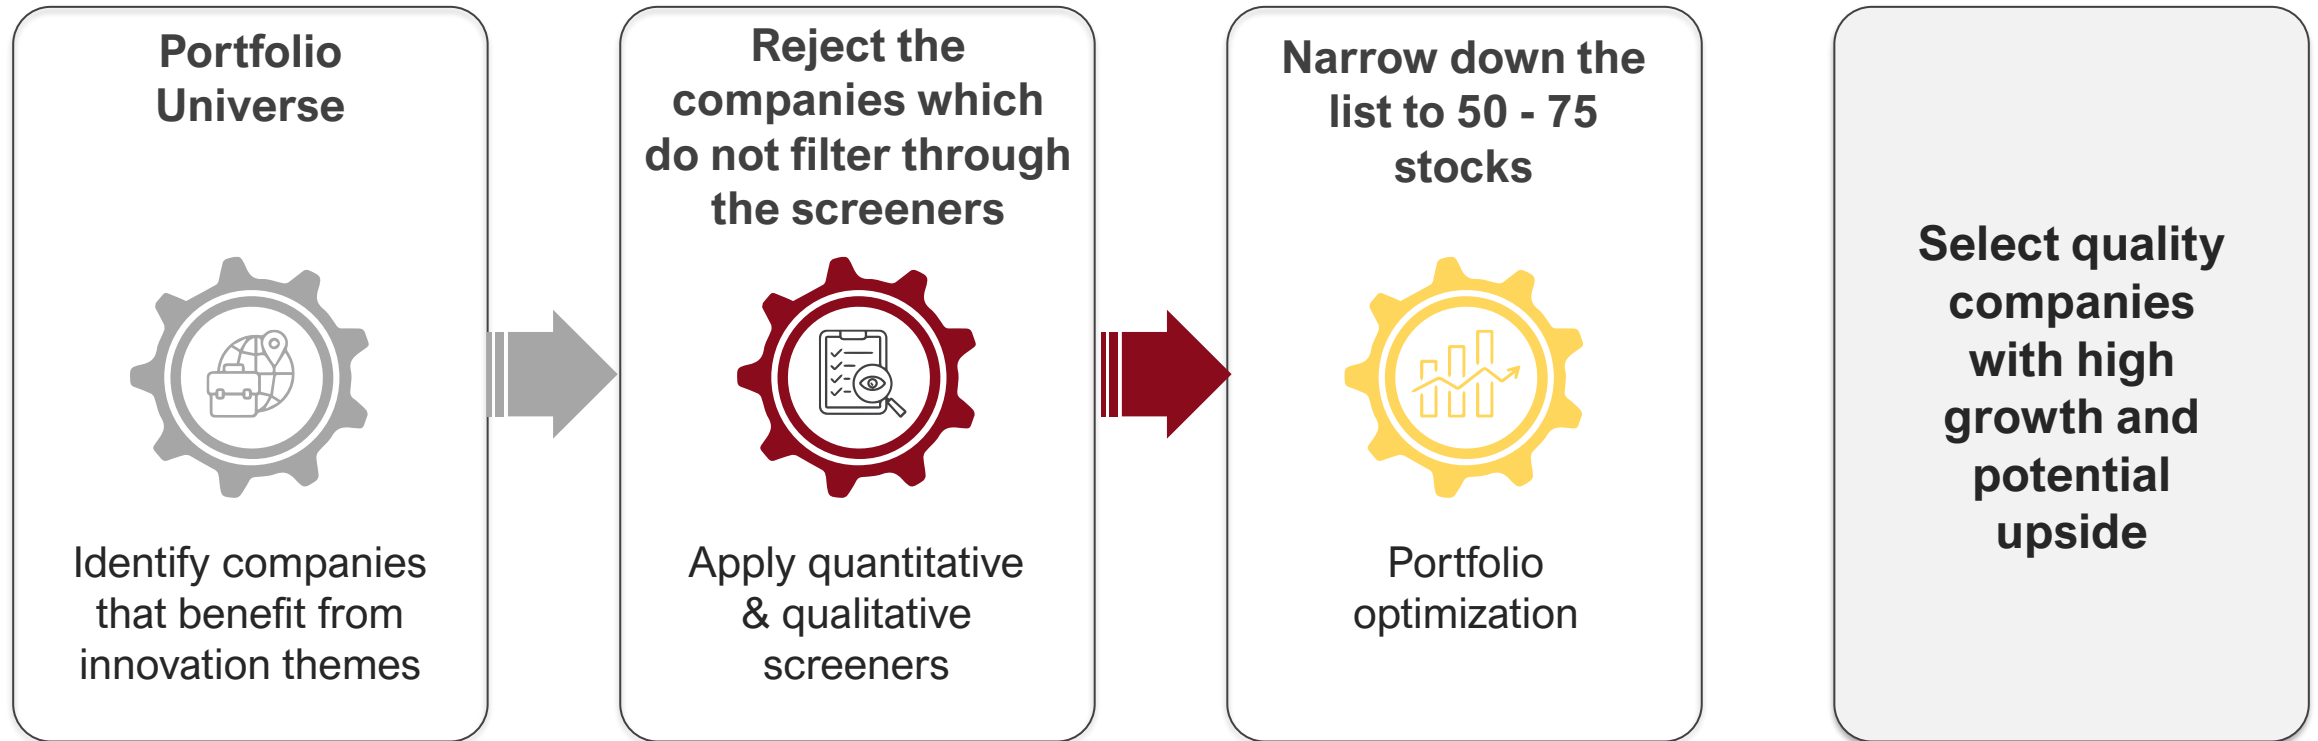 Portfolio
Universe
Identify companies
that benefit from
innovation themes
Reject the
companies which
do not filter through
the screeners
Apply quantitative
& qualitative
screeners
Narrow down the
list to 50 - 75
stocks
Portfolio
optimization
Select quality
companies
with high
growth and
potential
upside